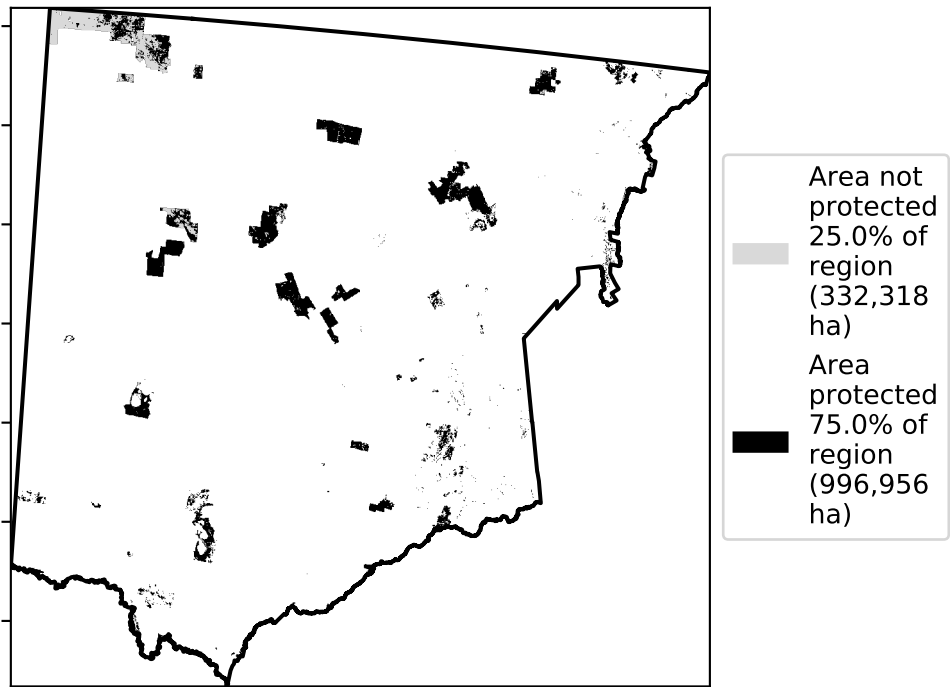 Area not
protected
25.0% of
region
(332,318
ha)
Area
protected
75.0% of
region
(996,956
ha)